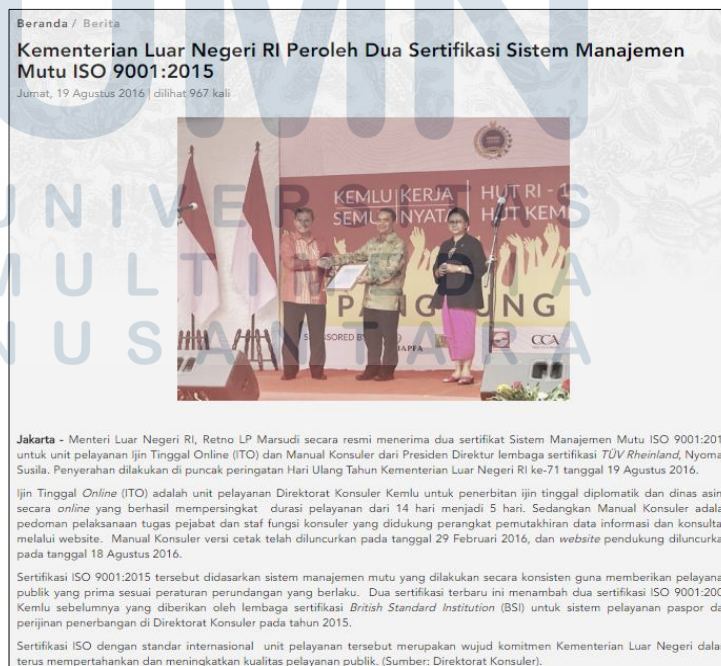 Beranda / Berita
Kementerian Luar Negeri RI Peroleh Dua Sertifikasi Sistem Manajemen
Mutu ISO 9001:2015
Jumat, 19 Agustus 2016 | dilihat 967 kali
UMN
UNIVERSITAS
MULTIMEDIA
NUSANTARA
KEMLU KERJA HUT RI - 
SEMU NYATA HUT KEM
PANG UNG
SPONSORED BY
CCA
Jakarta - Menteri Luar Negeri RI, Retno LP Marsudi secara resmi menerima dua sertifikat Sistem Manajemen Mutu ISO 9001:201
untuk unit pelayanan Ijin Tinggal Online (ITO) dan Manual Konsuler dari Presiden Direktur lembaga sertifikasi TÜV Rheinland, Nyoma
Susila. Penyerahan dilakukan di puncak peringatan Hari Ulang Tahun Kementerian Luar Negeri RI ke-71 tanggal 19 Agustus 2016.
Ijin Tinggal Online (ITO) adalah unit pelayanan Direktorat Konsuler Kemlu untuk penerbitan ijin tinggal diplomatik dan dinas asin
secara online yang berhasil mempersingkat durasi pelayanan dari 14 hari menjadi 5 hari. Sedangkan Manual Konsuler adala
pedoman pelaksanaan tugas pejabat dan staf fungsi konsuler yang didukung perangkat pemutakhiran data informasi dan konsulta
melalui website. Manual Konsuler versi cetak telah diluncurkan pada tanggal 29 Februari 2016, dan website pendukung diluncurka
pada tanggal 18 Agustus 2016.
Sertifikasi ISO 9001:2015 tersebut didasarkan sistem manajemen mutu yang dilakukan secara konsisten guna memberikan pelayana
publik yang prima sesuai peraturan perundangan yang berlaku. Dua sertifikasi terbaru ini menambah dua sertifikasi ISO 9001:200
Kemlu sebelumnya yang diberikan oleh lembaga sertifikasi British Standard Institution (BSI) untuk sistem pelayanan paspor da
perijinan penerbangan di Direktorat Konsuler pada tahun 2015.
Sertifikasi ISO dengan standar internasional unit pelayanan tersebut merupakan wujud komitmen Kementerian Luar Negeri dala
terus mempertahankan dan meningkatkan kualitas pelayanan publik. (Sumber: Direktorat Konsuler).